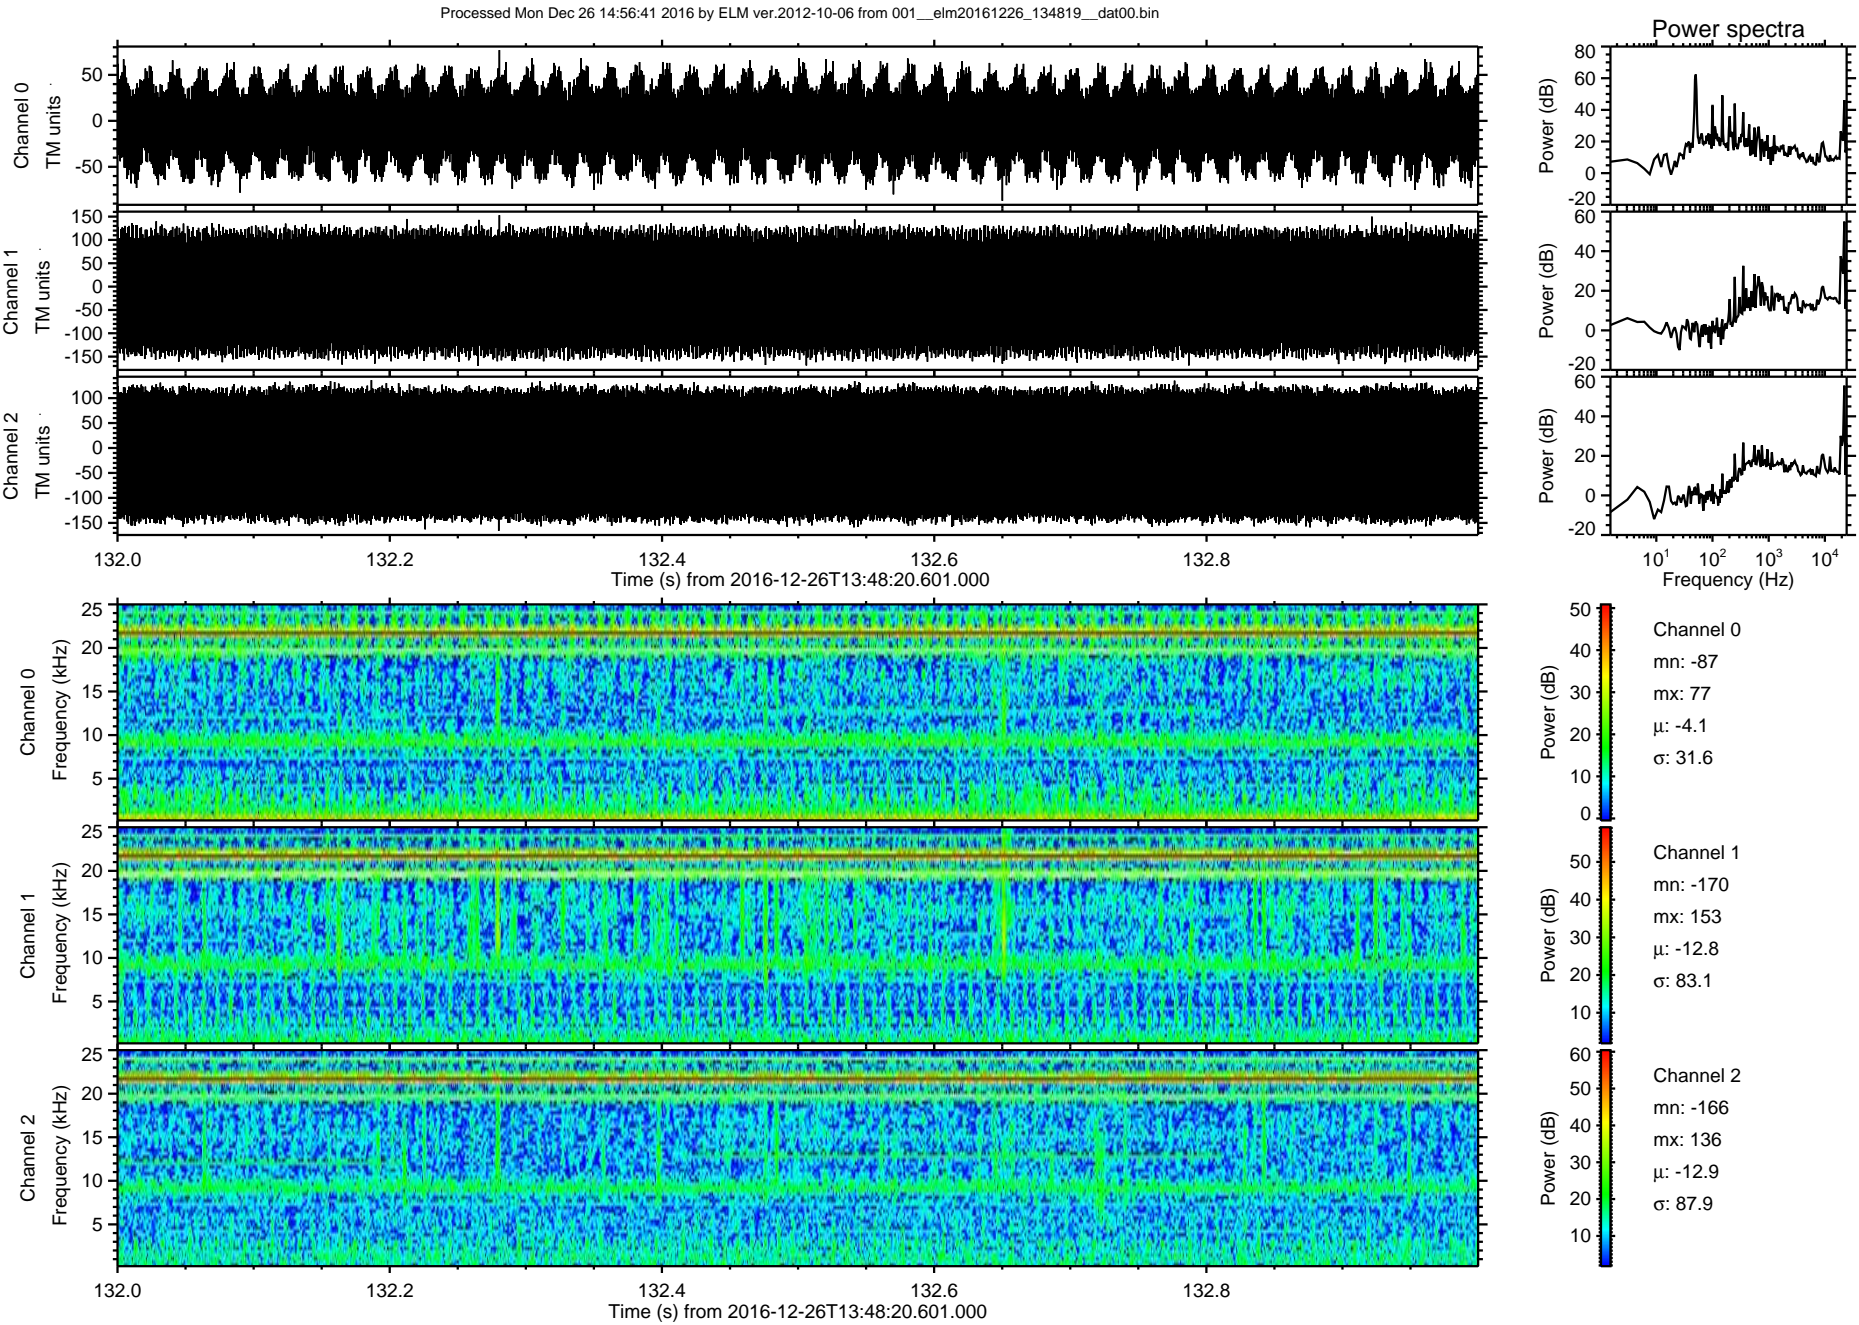 Processed Mon Dec 26 14:56:41 2016 by ELM ver.2012-10-06 from 001__elm20161226_134819__dat00.bin
Power spectra
Channel 0
TM units
50
0
-50
Power (dB)
80
60
40
20
0
-20
Channel 1
TM units
150
100
50
0
-50
-100
-150
Power (dB)
60
40
20
0
-20
Channel 2
TM units
100
50
0
-50
-100
-150
Power (dB)
60
40
20
0
-20
132.0 132.2 132.4 132.6 132.8
Time (s) from 2016-12-26T13:48:20.601.000
10¹ 10² 10³ 10⁴
Frequency (Hz)
Channel 0
Frequency (kHz)
25
20
15
10
5
Power (dB)
50
40
30
20
10
0
Channel 0
mn: -87
mx: 77
μ: -4.1
σ: 31.6
Channel 1
Frequency (kHz)
25
20
15
10
5
Power (dB)
50
40
30
20
10
Channel 1
mn: -170
mx: 153
μ: -12.8
σ: 83.1
Channel 2
Frequency (kHz)
25
20
15
10
5
Power (dB)
60
50
40
30
20
10
Channel 2
mn: -166
mx: 136
μ: -12.9
σ: 87.9
132.0 132.2 132.4 132.6 132.8
Time (s) from 2016-12-26T13:48:20.601.000